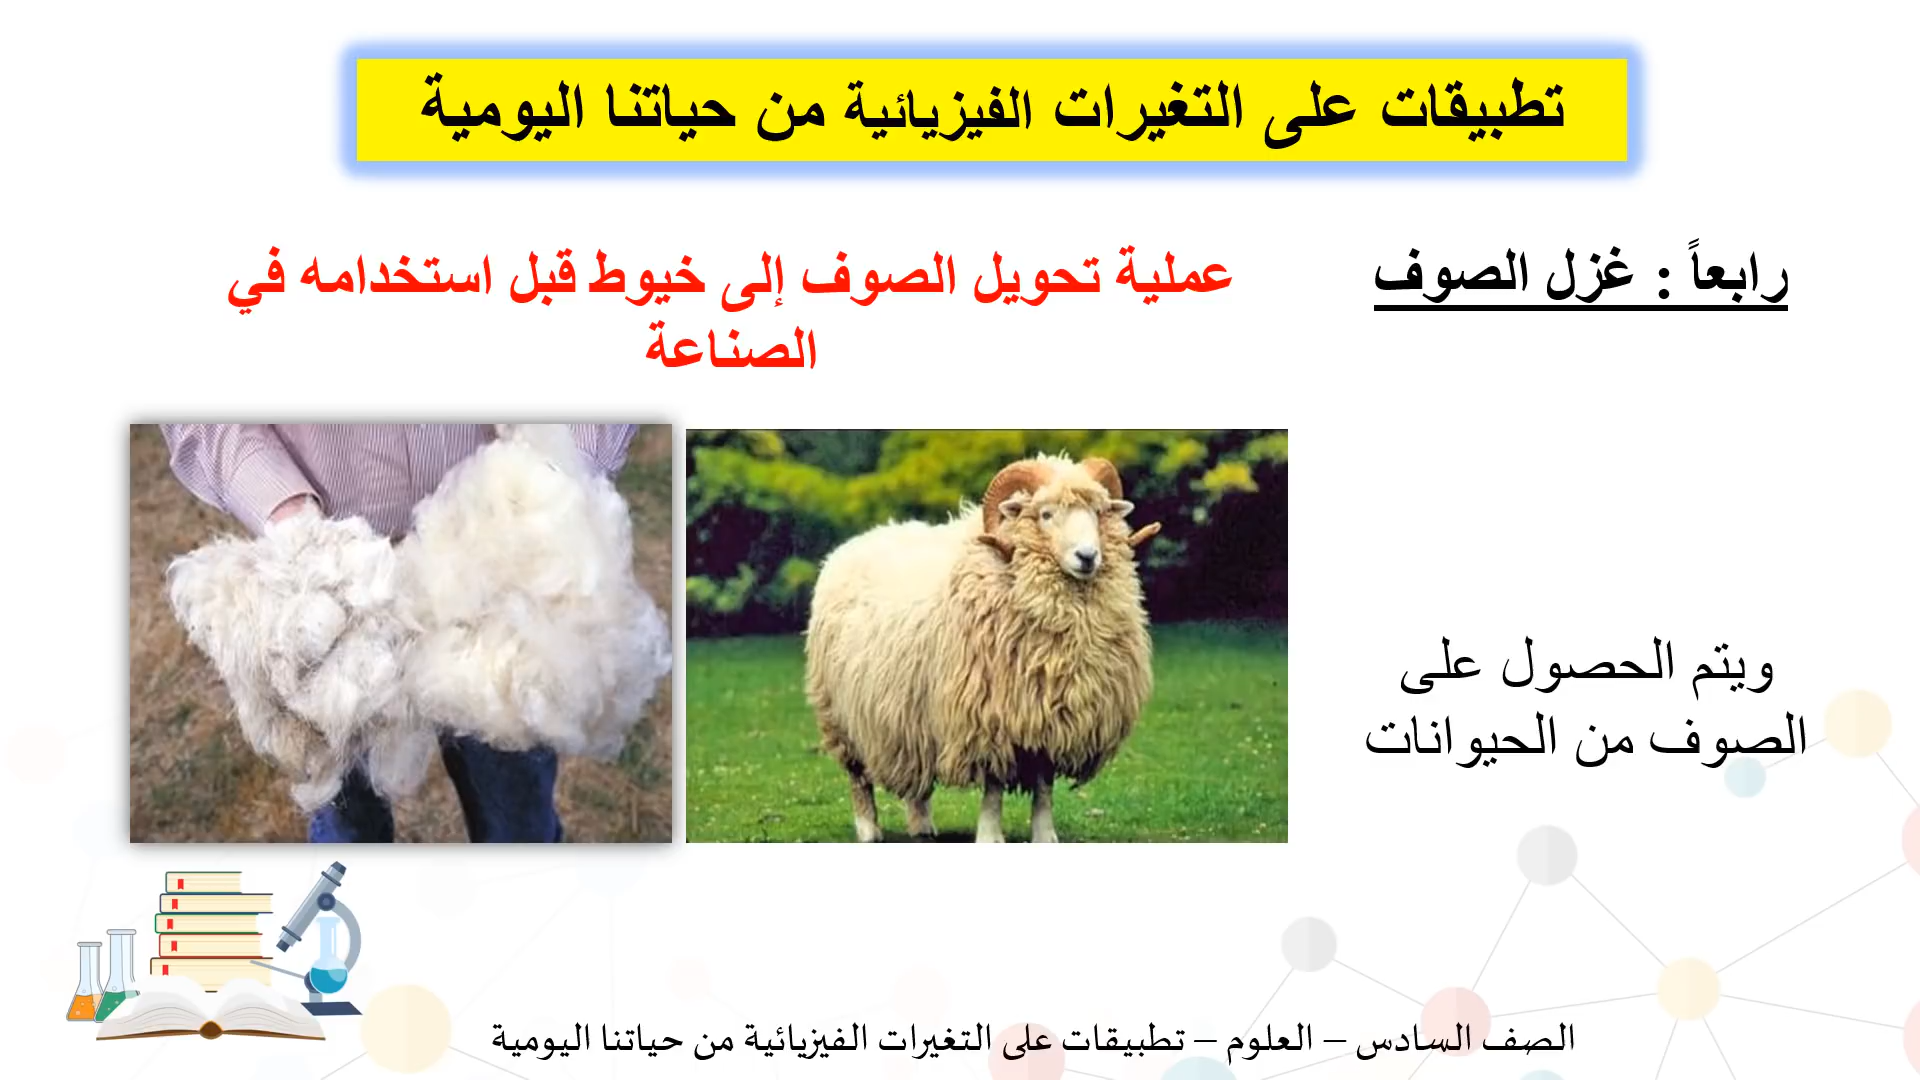 تطبيقات على التغيرات الفيزيائية من حياتنا اليومية
رابعاً : غزل الصوف
عملية تحويل الصوف إلى خيوط قبل استخدامه في
الصناعة
ويتم الحصول على
الصوف من الحيوانات
الصف السادس – العلوم – تطبيقات على التغيرات الفيزيائية من حياتنا اليومية